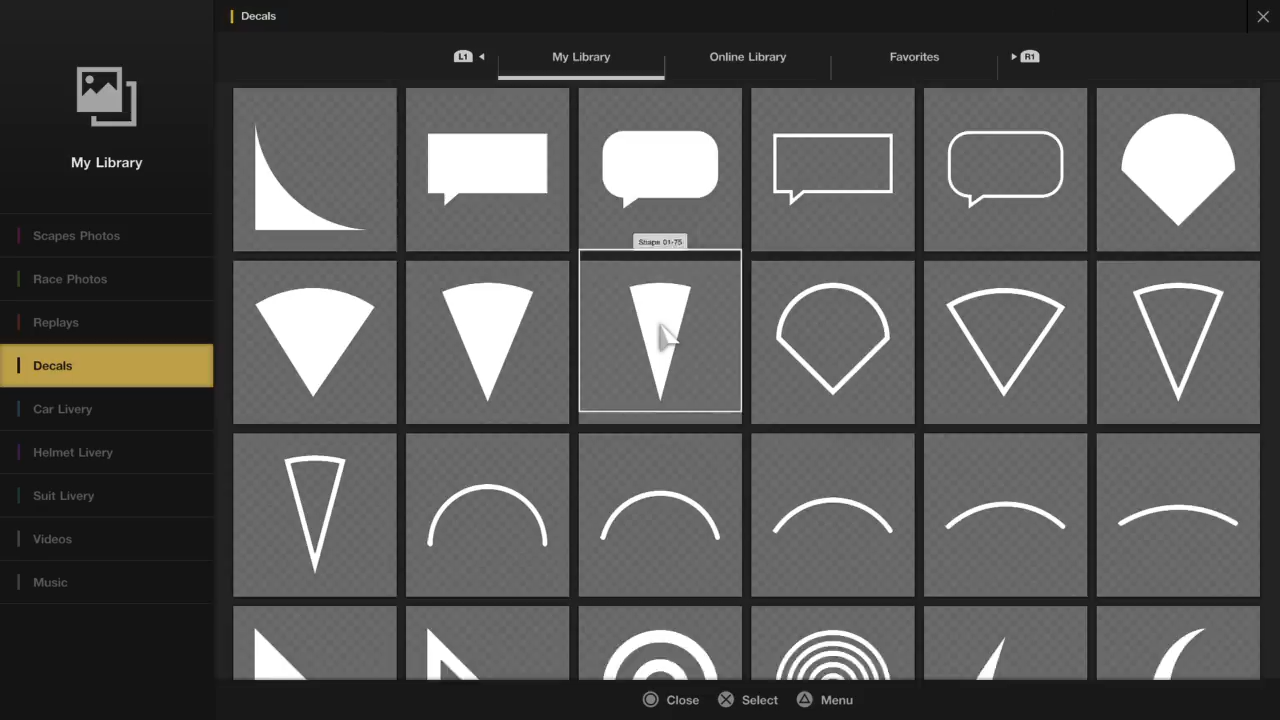 Decals
L1
My Library
Online Library
Favorites
R1
My Library
Scapes Photos
Race Photos
Replays
Decals
Car Livery
Helmet Livery
Suit Livery
Videos
Music
Shape 01-75
Close
Select
Menu